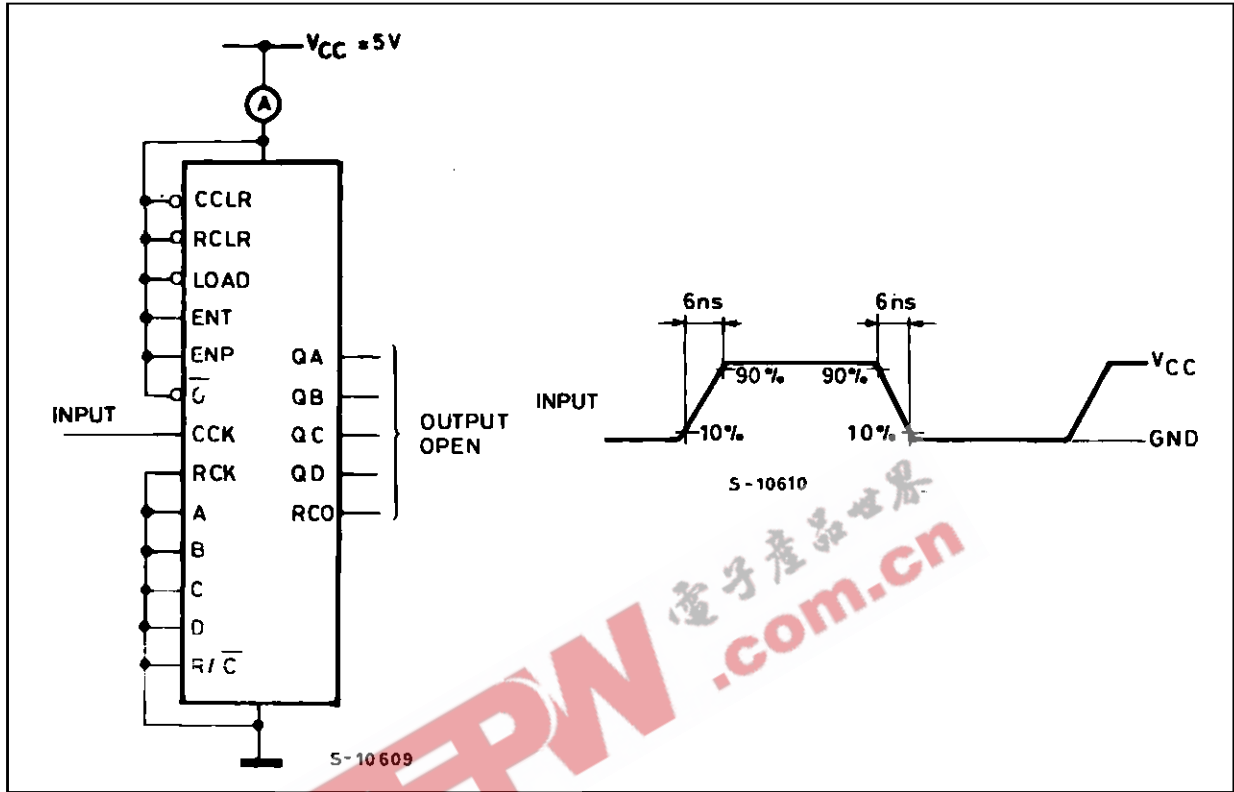 VCC = 5V
A
CCLR
RCLR
LOAD
ENT
ENP
G̅
INPUT
CCK
RCK
A
B
C
D
R/C̅
QA
QB
QC
QD
RCO
OUTPUT
OPEN
S-10609
6ns
6ns
INPUT
90%
90%
10%
10%
VCC
GND
S-10610
電子產品世界
.com.cn